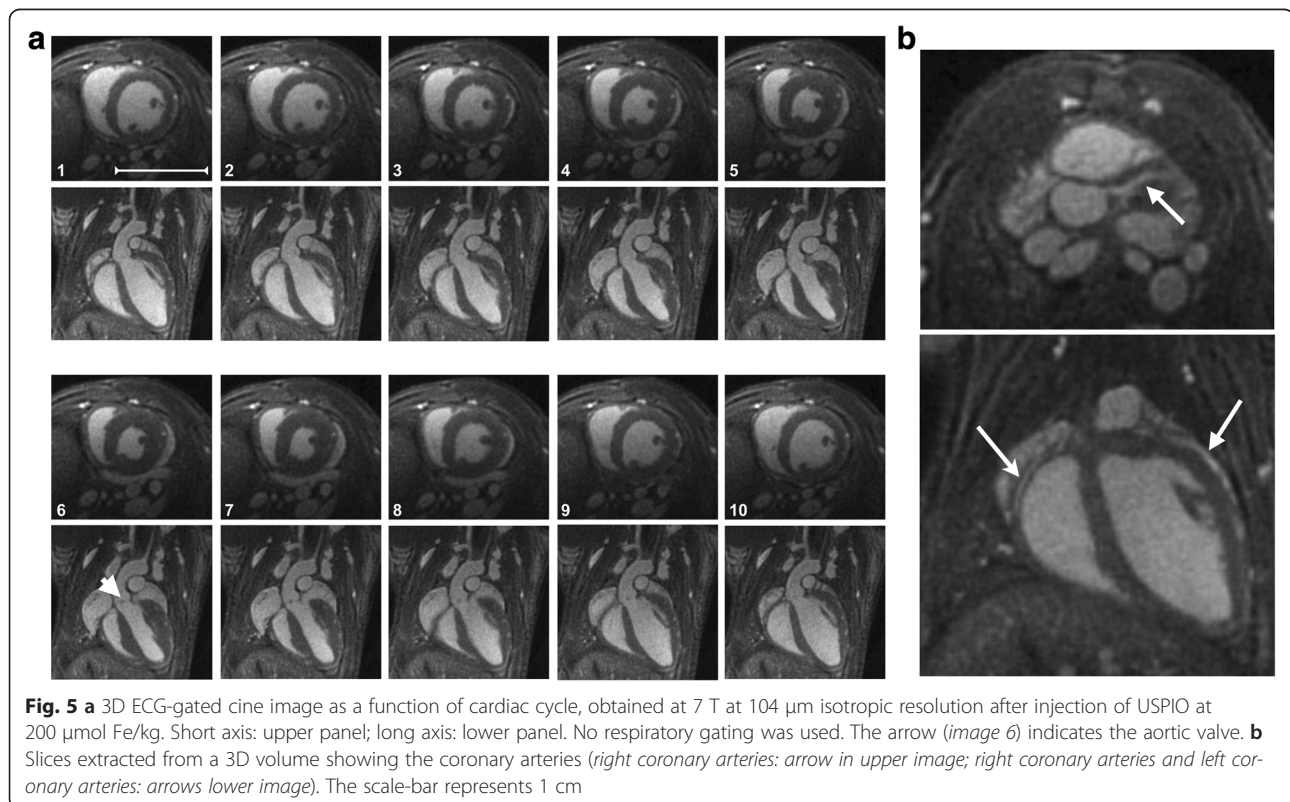 a
b
1
2
3
4
5
6
7
8
9
10
Fig. 5 a 3D ECG-gated cine image as a function of cardiac cycle, obtained at 7 T at 104 μm isotropic resolution after injection of USPIO at
200 μmol Fe/kg. Short axis: upper panel; long axis: lower panel. No respiratory gating was used. The arrow (image 6) indicates the aortic valve. b
Slices extracted from a 3D volume showing the coronary arteries (right coronary arteries: arrow in upper image; right coronary arteries and left cor-
onary arteries: arrows lower image). The scale-bar represents 1 cm